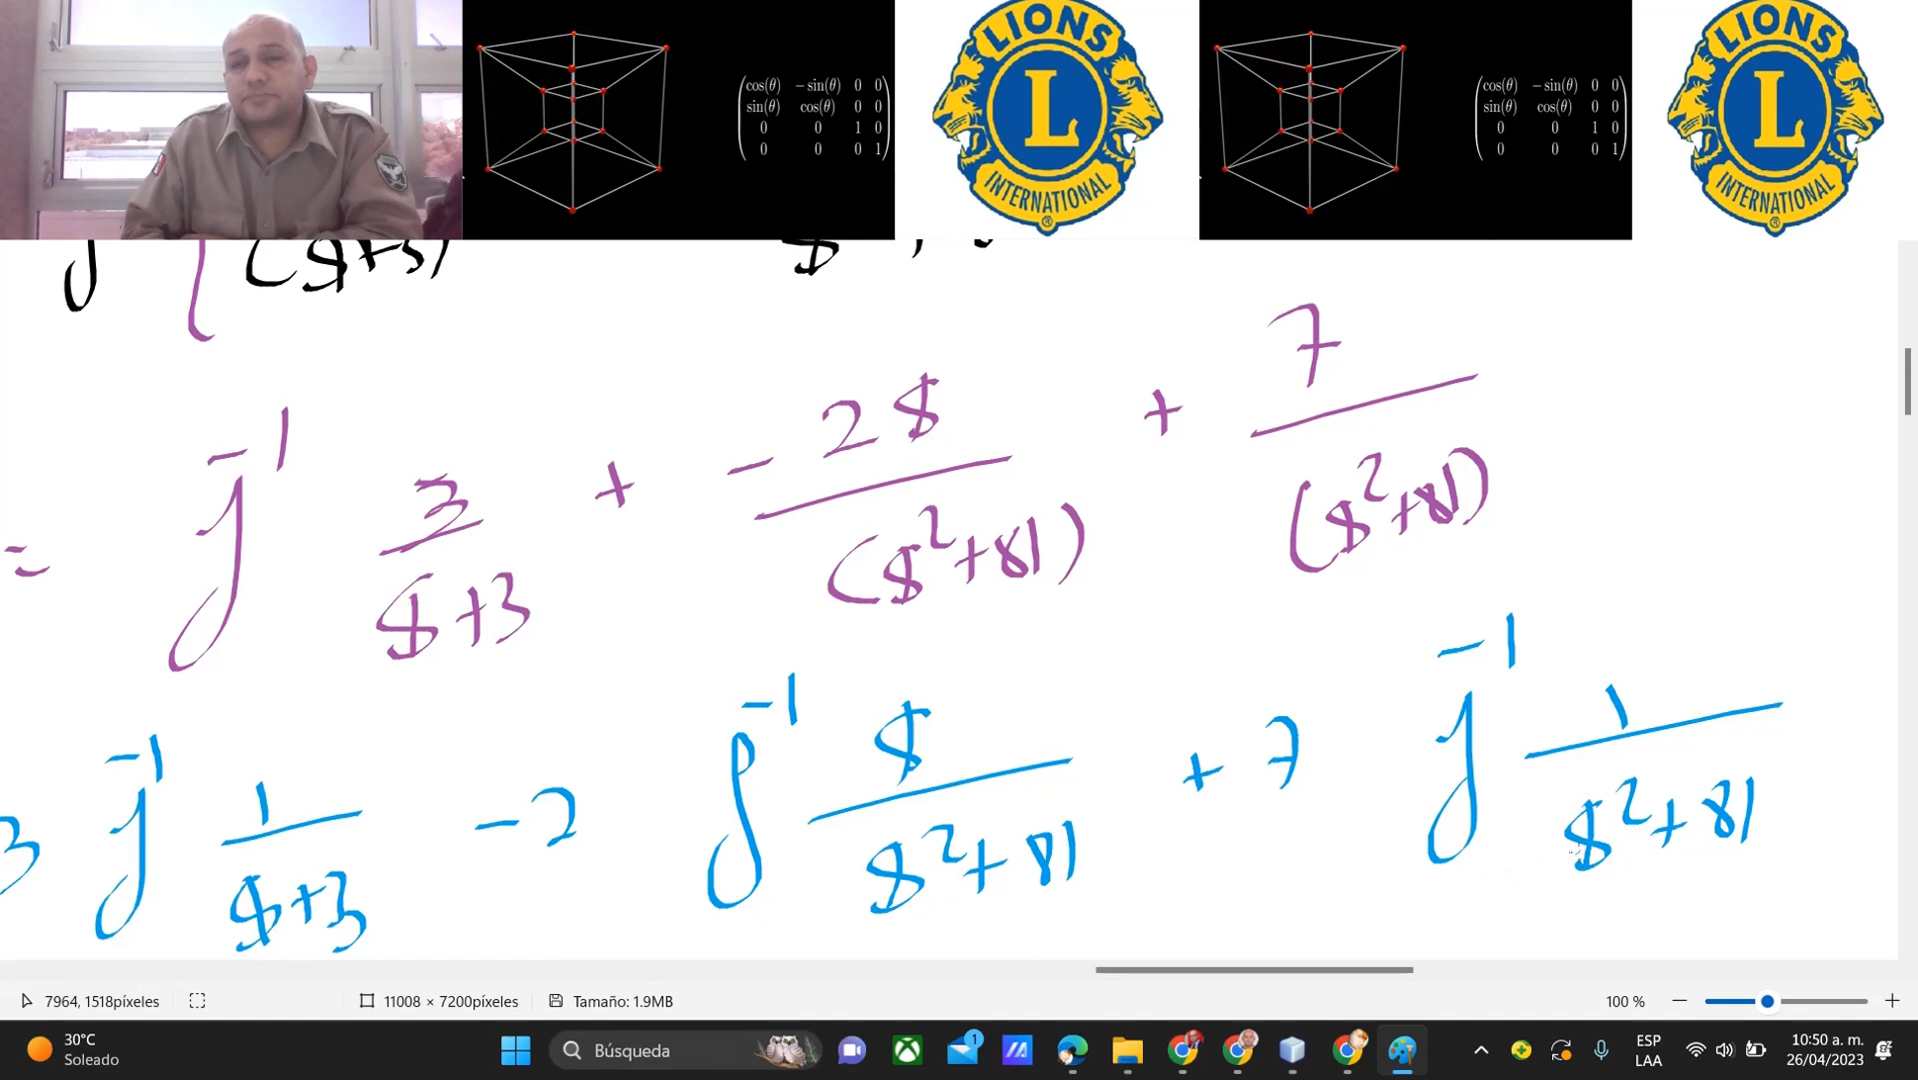 cos(θ) −sin(θ) 0 0
sin(θ) cos(θ) 0 0
0 0 1 0
0 0 0 1
LIONS
L
INTERNATIONAL
®
cos(θ) −sin(θ) 0 0
sin(θ) cos(θ) 0 0
0 0 1 0
0 0 0 1
LIONS
L
INTERNATIONAL
®
(s+3)
= ℐ⁻¹ 3/(s+3) + −2s/(s²+81) + 7/(s²+81)
3 ℐ⁻¹ 1/(s+3) −2 ℐ⁻¹ s/(s²+81) +7 ℐ⁻¹ 1/(s²+81)
7964, 1518píxeles
11008 × 7200píxeles
Tamaño: 1.9MB
100 %
30°C
Soleado
Búsqueda
1
ESP
LAA
10:50 a. m.
26/04/2023